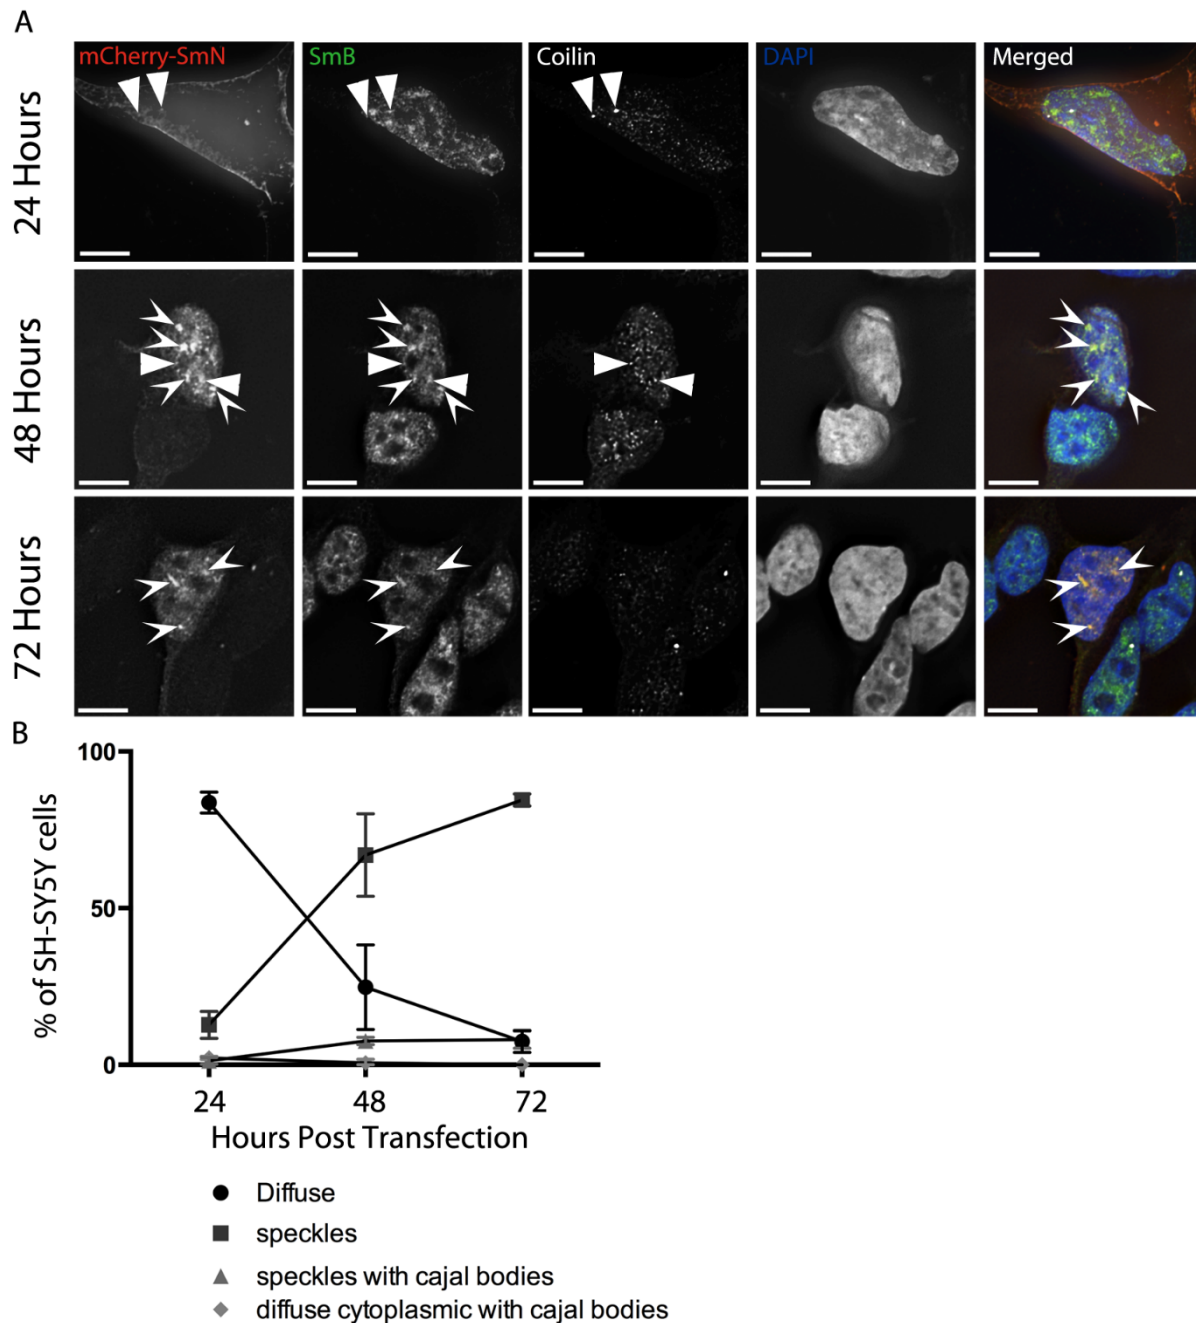 A
mCherry-SmN SmB Coilin DAPI Merged
24 Hours
48 Hours
72 Hours
B
100
50
0
% of SH-SY5Y cells
24 48 72
Hours Post Transfection
Diffuse
speckles
speckles with cajal bodies
diffuse cytoplasmic with cajal bodies